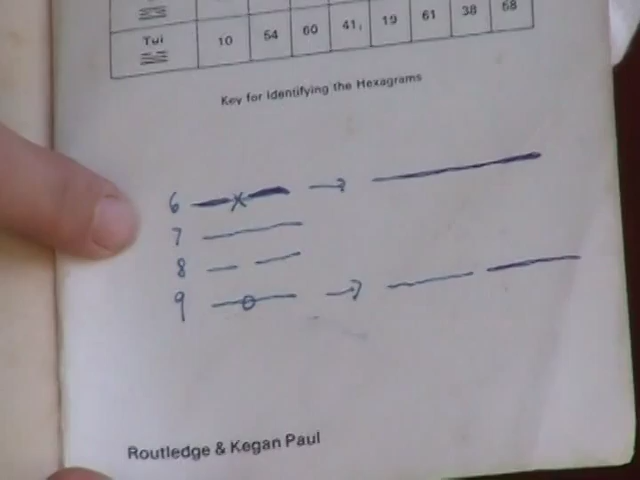 Tui 10 54 60 41, 19 61 38 58
Key for Identifying the Hexagrams
6
7
8
9
Routledge & Kegan Paul